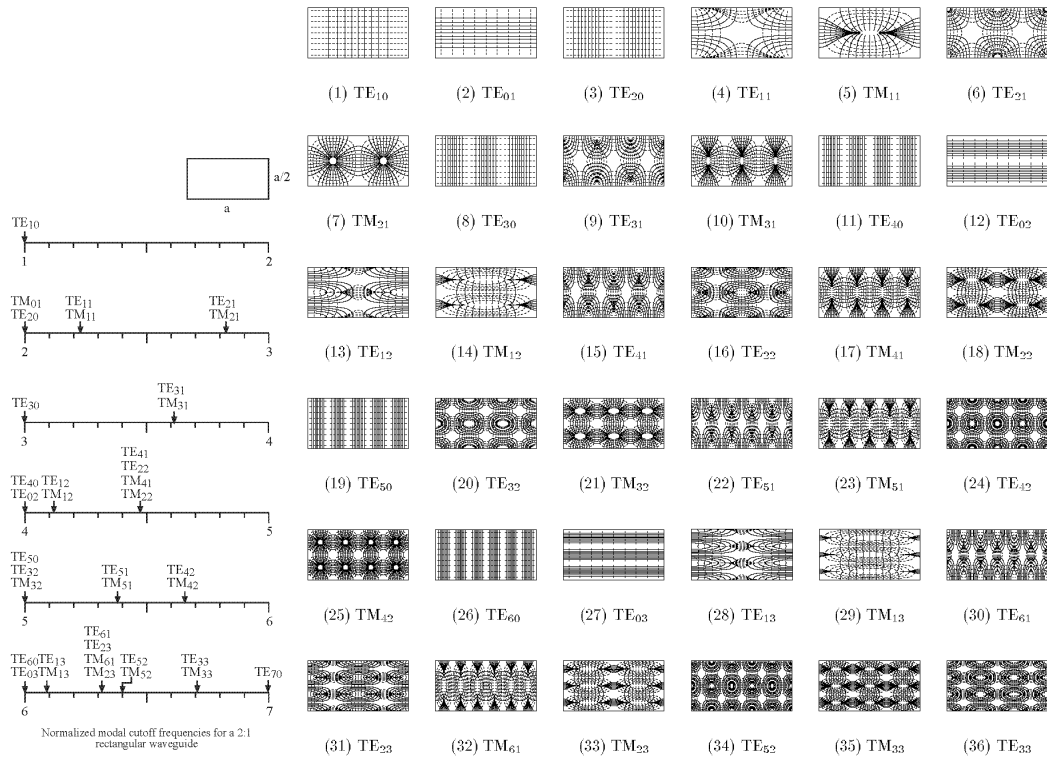 a/2
a
TE₁₀
1 2
TM₀₁ TE₁₁ TE₂₁
TE₂₀ TM₁₁ TM₂₁
2 3
TE₃₁
TE₃₀ TM₃₁
3 4
TE₄₁
TE₂₂
TE₄₀ TE₁₂ TM₄₁
TE₀₂ TM₁₂ TM₂₂
4 5
TE₅₀
TE₃₂ TE₅₁ TE₄₂
TM₃₂ TM₅₁ TM₄₂
5 6
TE₆₁
TE₂₃
TE₆₀ TE₁₃ TM₆₁ TE₅₂ TE₃₃
TE₀₃ TM₁₃ TM₂₃ TM₅₂ TM₃₃ TE₇₀
6 7
Normalized modal cutoff frequencies for a 2:1
rectangular waveguide
(1) TE₁₀ (2) TE₀₁ (3) TE₂₀ (4) TE₁₁ (5) TM₁₁ (6) TE₂₁
(7) TM₂₁ (8) TE₃₀ (9) TE₃₁ (10) TM₃₁ (11) TE₄₀ (12) TE₀₂
(13) TE₁₂ (14) TM₁₂ (15) TE₄₁ (16) TE₂₂ (17) TM₄₁ (18) TM₂₂
(19) TE₅₀ (20) TE₃₂ (21) TM₃₂ (22) TE₅₁ (23) TM₅₁ (24) TE₄₂
(25) TM₄₂ (26) TE₆₀ (27) TE₀₃ (28) TE₁₃ (29) TM₁₃ (30) TE₆₁
(31) TE₂₃ (32) TM₆₁ (33) TM₂₃ (34) TE₅₂ (35) TM₃₃ (36) TE₃₃